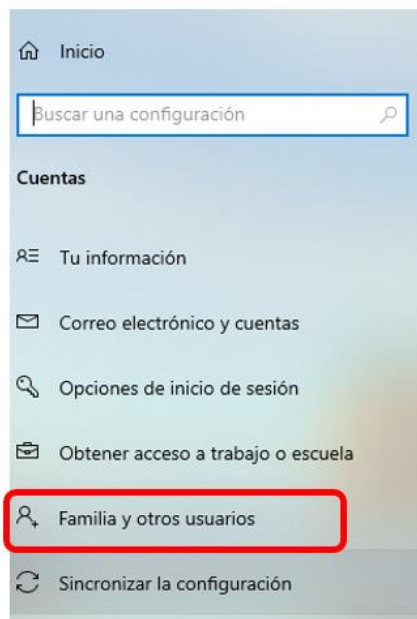 Inicio
Buscar una configuración
Cuentas
Tu información
Correo electrónico y cuentas
Opciones de inicio de sesión
Obtener acceso a trabajo o escuela
Familia y otros usuarios
Sincronizar la configuración